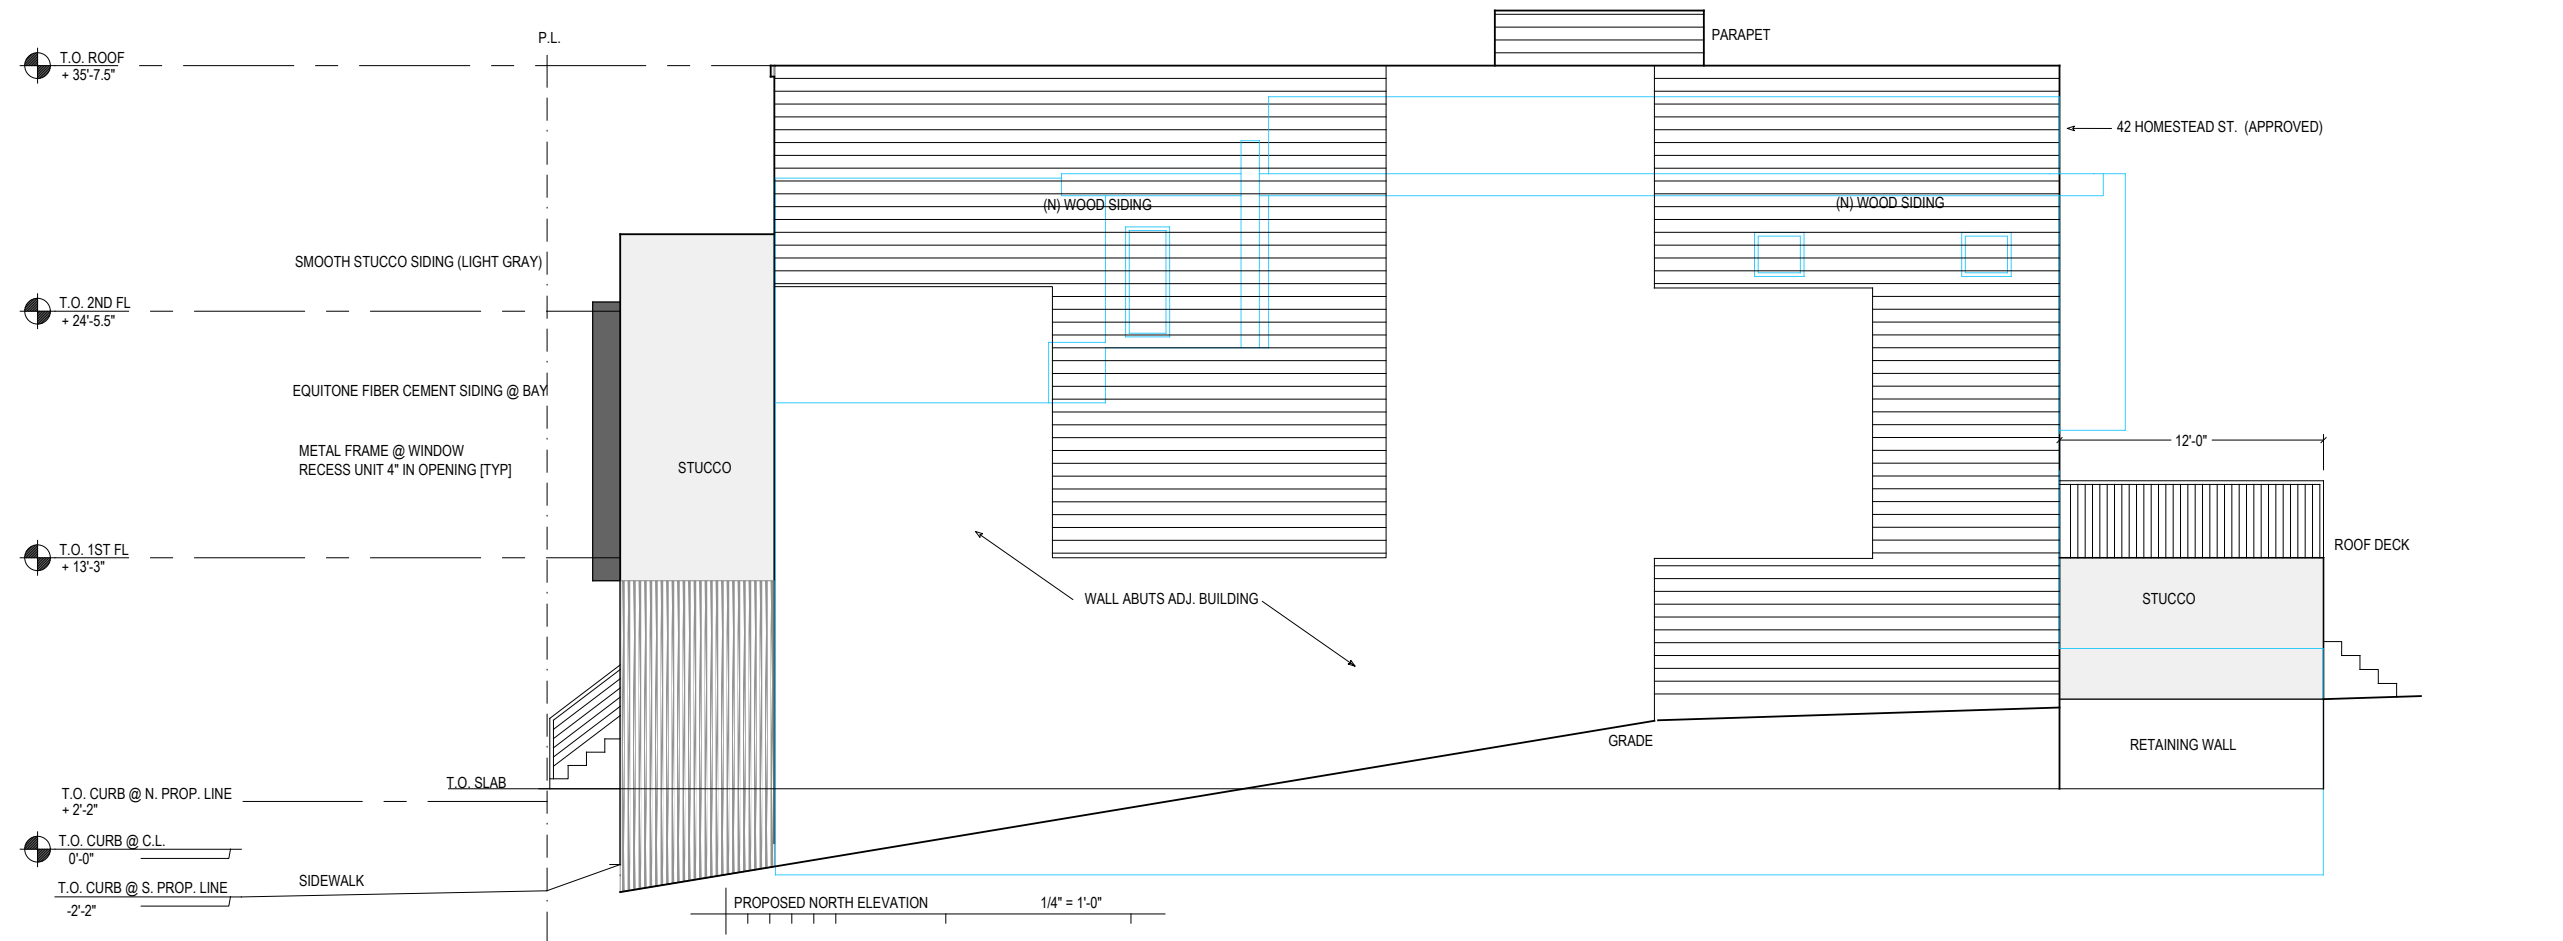 P.L.
PARAPET
T.O. ROOF
+ 35'-7.5"
42 HOMESTEAD ST. (APPROVED)
(N) WOOD SIDING
(N) WOOD SIDING
SMOOTH STUCCO SIDING (LIGHT GRAY)
T.O. 2ND FL
+ 24'-5.5"
EQUITONE FIBER CEMENT SIDING @ BAY
METAL FRAME @ WINDOW
RECESS UNIT 4" IN OPENING [TYP]
STUCCO
12'-0"
T.O. 1ST FL
+ 13'-3"
ROOF DECK
WALL ABUTS ADJ. BUILDING
STUCCO
GRADE
RETAINING WALL
T.O. SLAB
T.O. CURB @ N. PROP. LINE
+ 2'-2"
T.O. CURB @ C.L.
0'-0"
SIDEWALK
T.O. CURB @ S. PROP. LINE
-2'-2"
PROPOSED NORTH ELEVATION 1/4" = 1'-0"